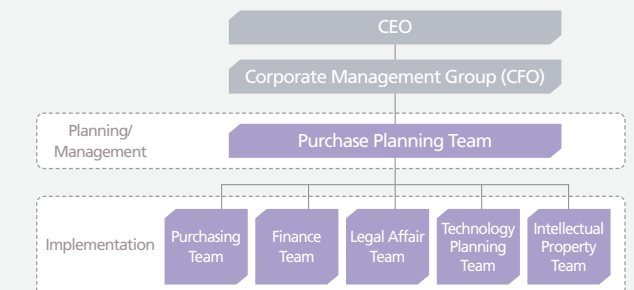 CEO
Corporate Management Group (CFO)
Planning/
Management
Purchase Planning Team
Implementation
Purchasing
Team
Finance
Team
Legal Affair
Team
Technology
Planning
Team
Intellectual
Property
Team